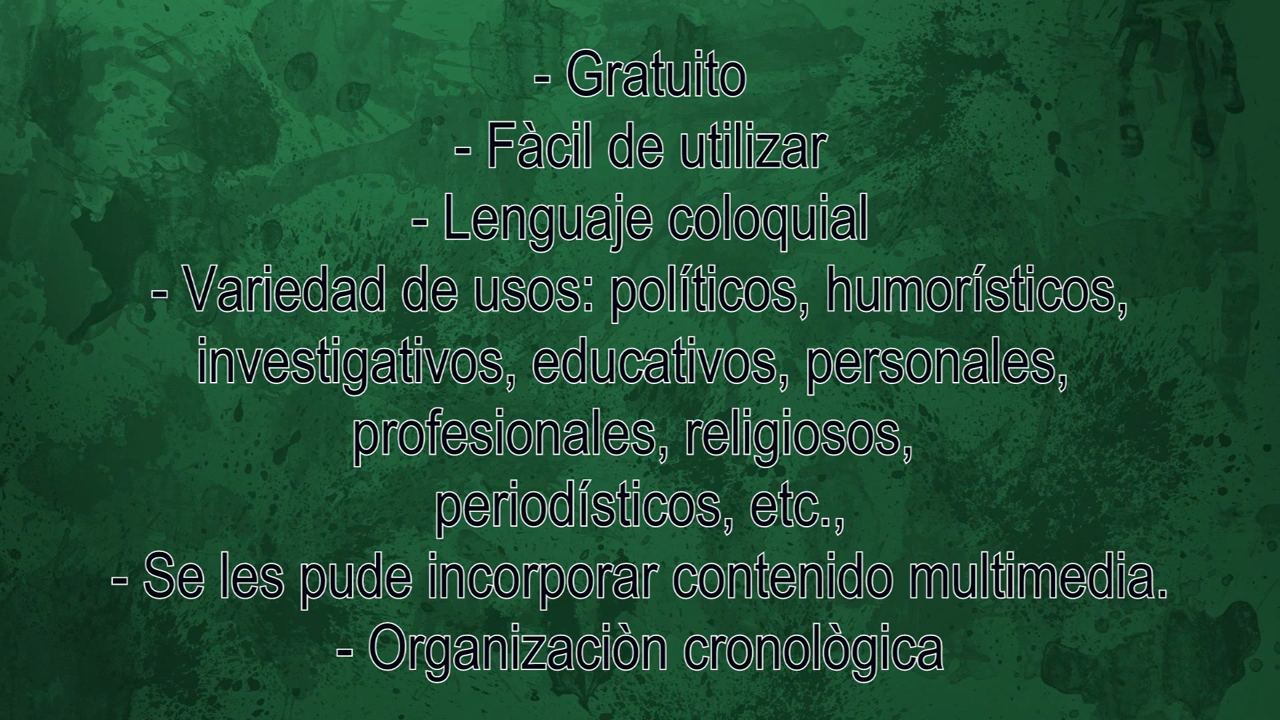 - Gratuito
- Fàcil de utilizar
- Lenguaje coloquial
- Variedad de usos: políticos, humorísticos,
investigativos, educativos, personales,
profesionales, religiosos,
periodísticos, etc.,
- Se les pude incorporar contenido multimedia.
- Organizaciòn cronològica